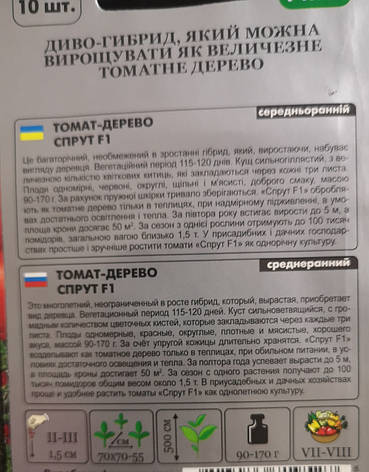 10 шт.
ДИВО-ГИБРИД, ЯКИЙ МОЖНА
ВИРОЩУВАТИ ЯК ВЕЛИЧЕЗНЕ
ТОМАТНЕ ДЕРЕВО
середньоранній
ТОМАТ-ДЕРЕВО
СПРУТ F1
Це багаторічний, необмежений в зростанні гібрид, який, виростаючи, набуває
вигляду деревця. Вегетаційний період 115-120 днів. Кущ сильногіллястий, з ве-
личезною кількістю квіткових китиць, які закладаються через кожні три листа.
Плоди одномірні, червоні, округлі, щільні і м'ясисті, доброго смаку, масою
90-170 г. За рахунок пружної шкірки тривало зберігаються. «Спрут F1» обробля-
ють як томатне дерево тільки в теплицях, при надмірному підживленні, в умо-
вах достатнього освітлення і тепла. За півтора року встигає вирости до 5 м, а
площа крони досягає 50 м². За сезон з однієї рослини отримують до 100 тисяч
помідорів, загальною вагою близько 1,5 т. У присадибних і дачних господар-
ствах простіше і зручніше ростити томати «Спрут F1» як однорічну культуру.
среднеранний
ТОМАТ-ДЕРЕВО
СПРУТ F1
Это многолетний, неограниченный в росте гибрид, который, вырастая, приобретает
вид деревца. Вегетационный период 115-120 дней. Куст сильноветвящийся, с гро-
мадным количеством цветочных кистей, которые закладываются через каждые три
листа. Плоды одномерные, красные, округлые, плотные и мясистые, хорошего
вкуса, массой 90-170 г. За счёт упругой кожицы длительно хранятся. «Спрут F1»
возделывают как томатное дерево только в теплицах, при обильном питании, в ус-
ловиях достаточного освещения и тепла. За полтора года успевает вырасти до 5 м,
а площадь кроны достигает 50 м². За сезон с одного растения получают до 100
тысяч помидоров общим весом около 1,5 т. В приусадебных и дачных хозяйствах
проще и удобнее растить томаты «Спрут F1» как однолетнюю культуру.
II-III
1,5 см
см
70х70-55
500 см
90-170 г
VII-VIII